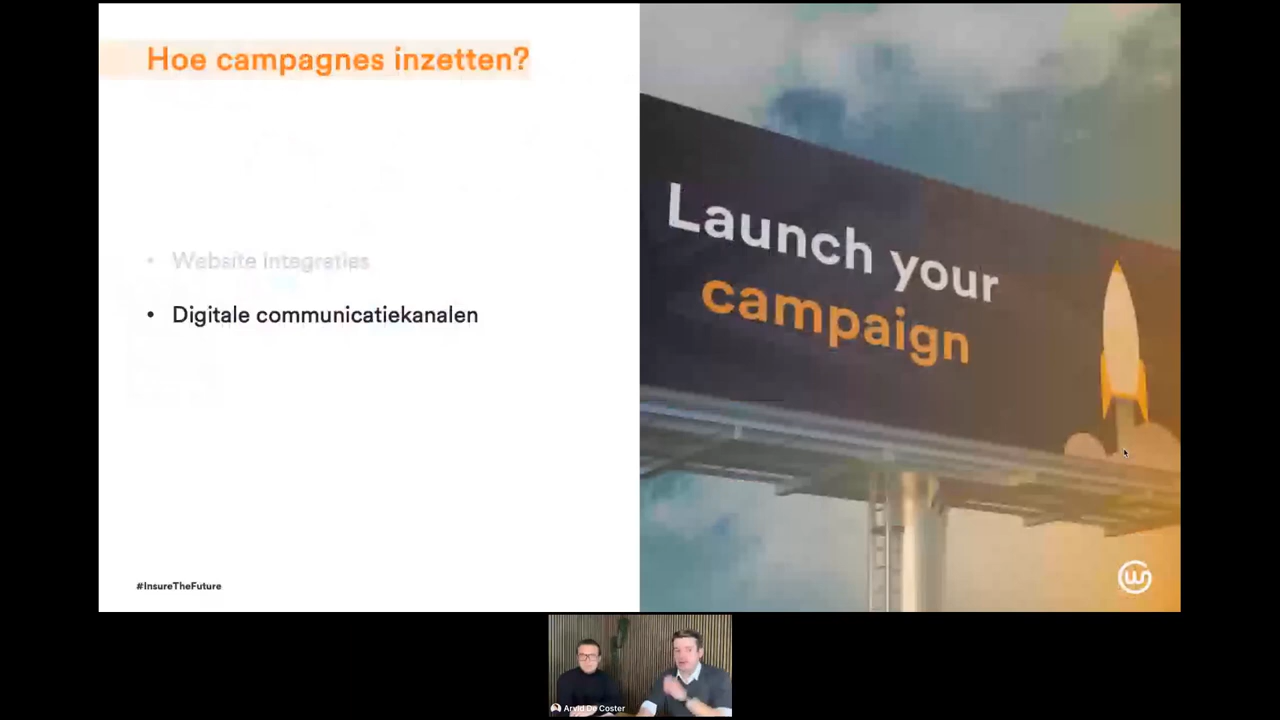 Hoe campagnes inzetten?
• Website integraties
• Digitale communicatiekanalen
#InsureTheFuture
Launch your
campaign
Arvid De Coster